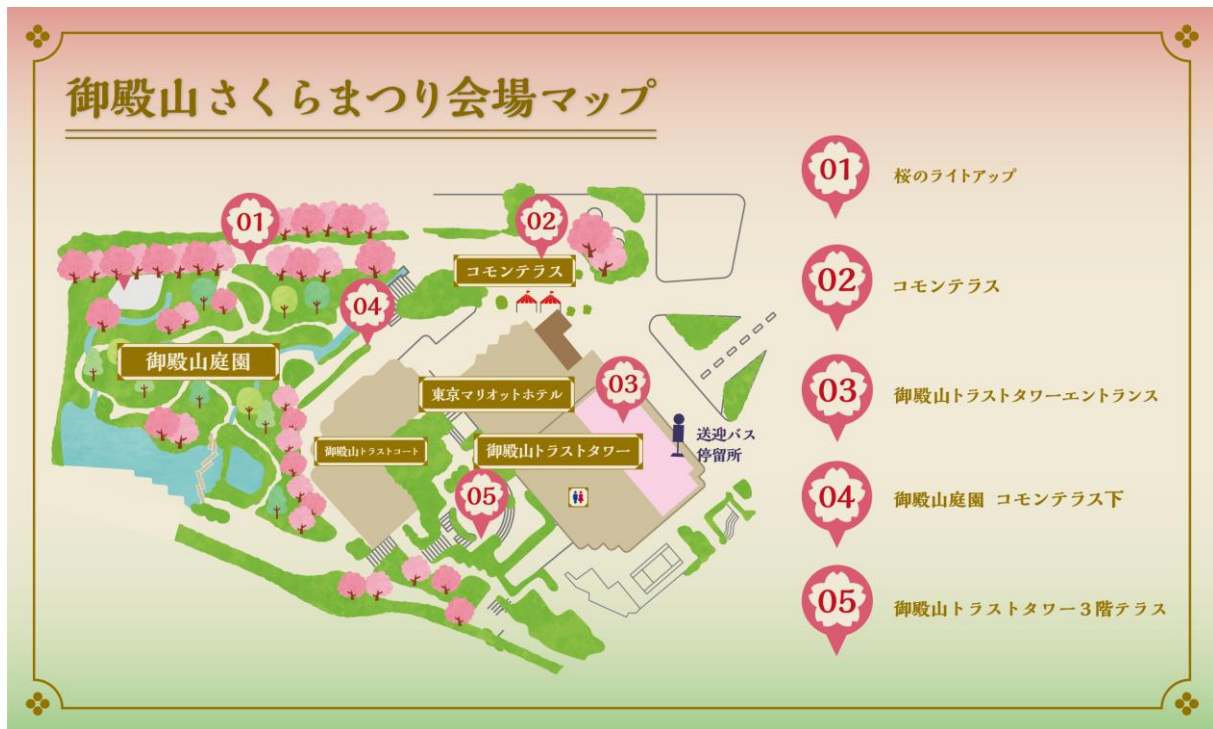 御殿山さくらまつり会場マップ
01
02
コモンテラス
04
御殿山庭園
東京マリオットホテル
03
御殿山トラストコート
御殿山トラストタワー
送迎バス
停留所
05
01 桜のライトアップ
02 コモンテラス
03 御殿山トラストタワーエントランス
04 御殿山庭園 コモンテラス下
05 御殿山トラストタワー3階テラス